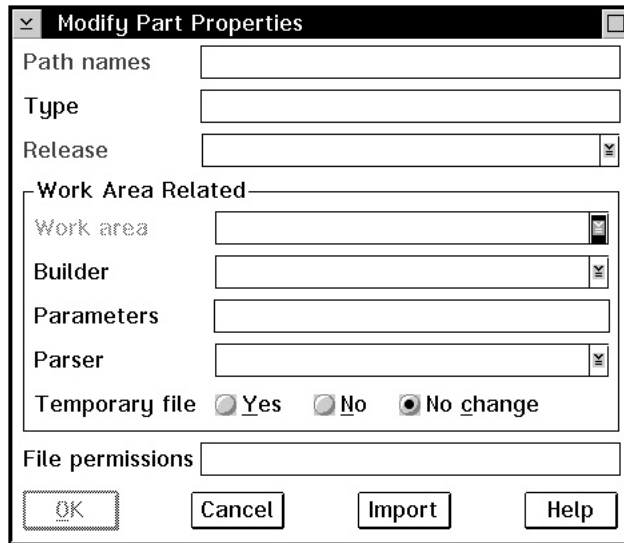 Modify Part Properties
Path names
Type
Release
Work Area Related
Work area
Builder
Parameters
Parser
Temporary file Yes No No change
File permissions
OK Cancel Import Help